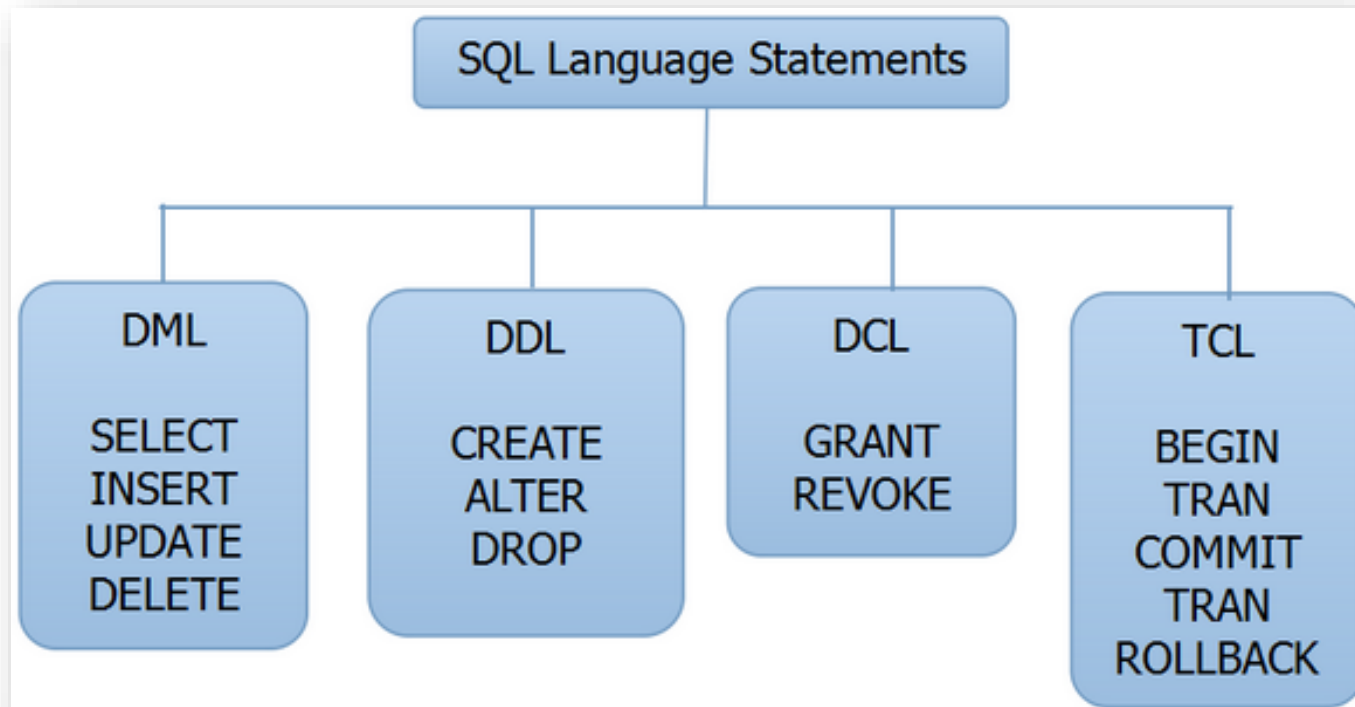 SQL Language Statements
DML
SELECT
INSERT
UPDATE
DELETE
DDL
CREATE
ALTER
DROP
DCL
GRANT
REVOKE
TCL
BEGIN
TRAN
COMMIT
TRAN
ROLLBACK